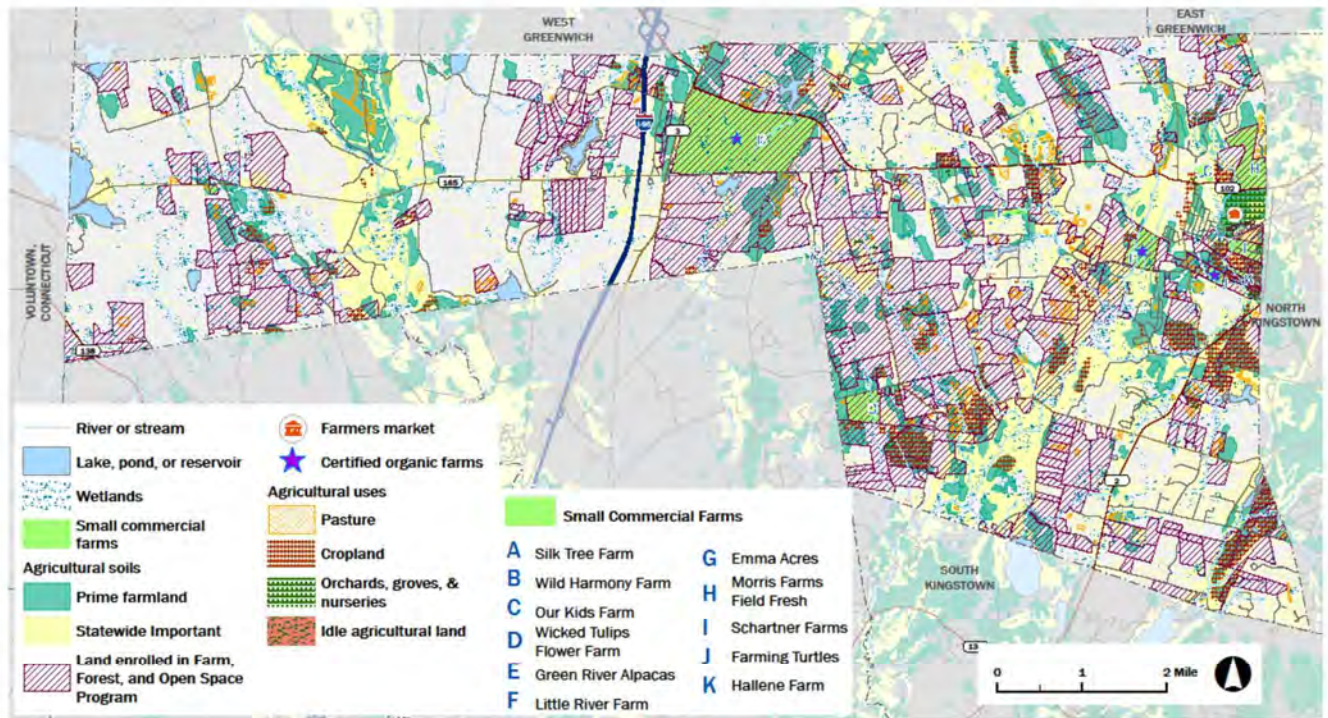 WEST
GREENWICH
EAST
GREENWICH
95
3
B
165
102
H
VOLUNTOWN,
CONNECTICUT
NORTH
KINGSTOWN
138
2
SOUTH
KINGSTOWN
River or stream
Lake, pond, or reservoir
Wetlands
Small commercial
farms
Agricultural soils
Prime farmland
Statewide Important
Land enrolled in Farm,
Forest, and Open Space
Program
Farmers market
Certified organic farms
Agricultural uses
Pasture
Cropland
Orchards, groves, &
nurseries
Idle agricultural land
Small Commercial Farms
A Silk Tree Farm
B Wild Harmony Farm
C Our Kids Farm
D Wicked Tulips
Flower Farm
E Green River Alpacas
F Little River Farm
G Emma Acres
H Morris Farms
Field Fresh
I Schartner Farms
J Farming Turtles
K Hallene Farm
0 1 2 Mile